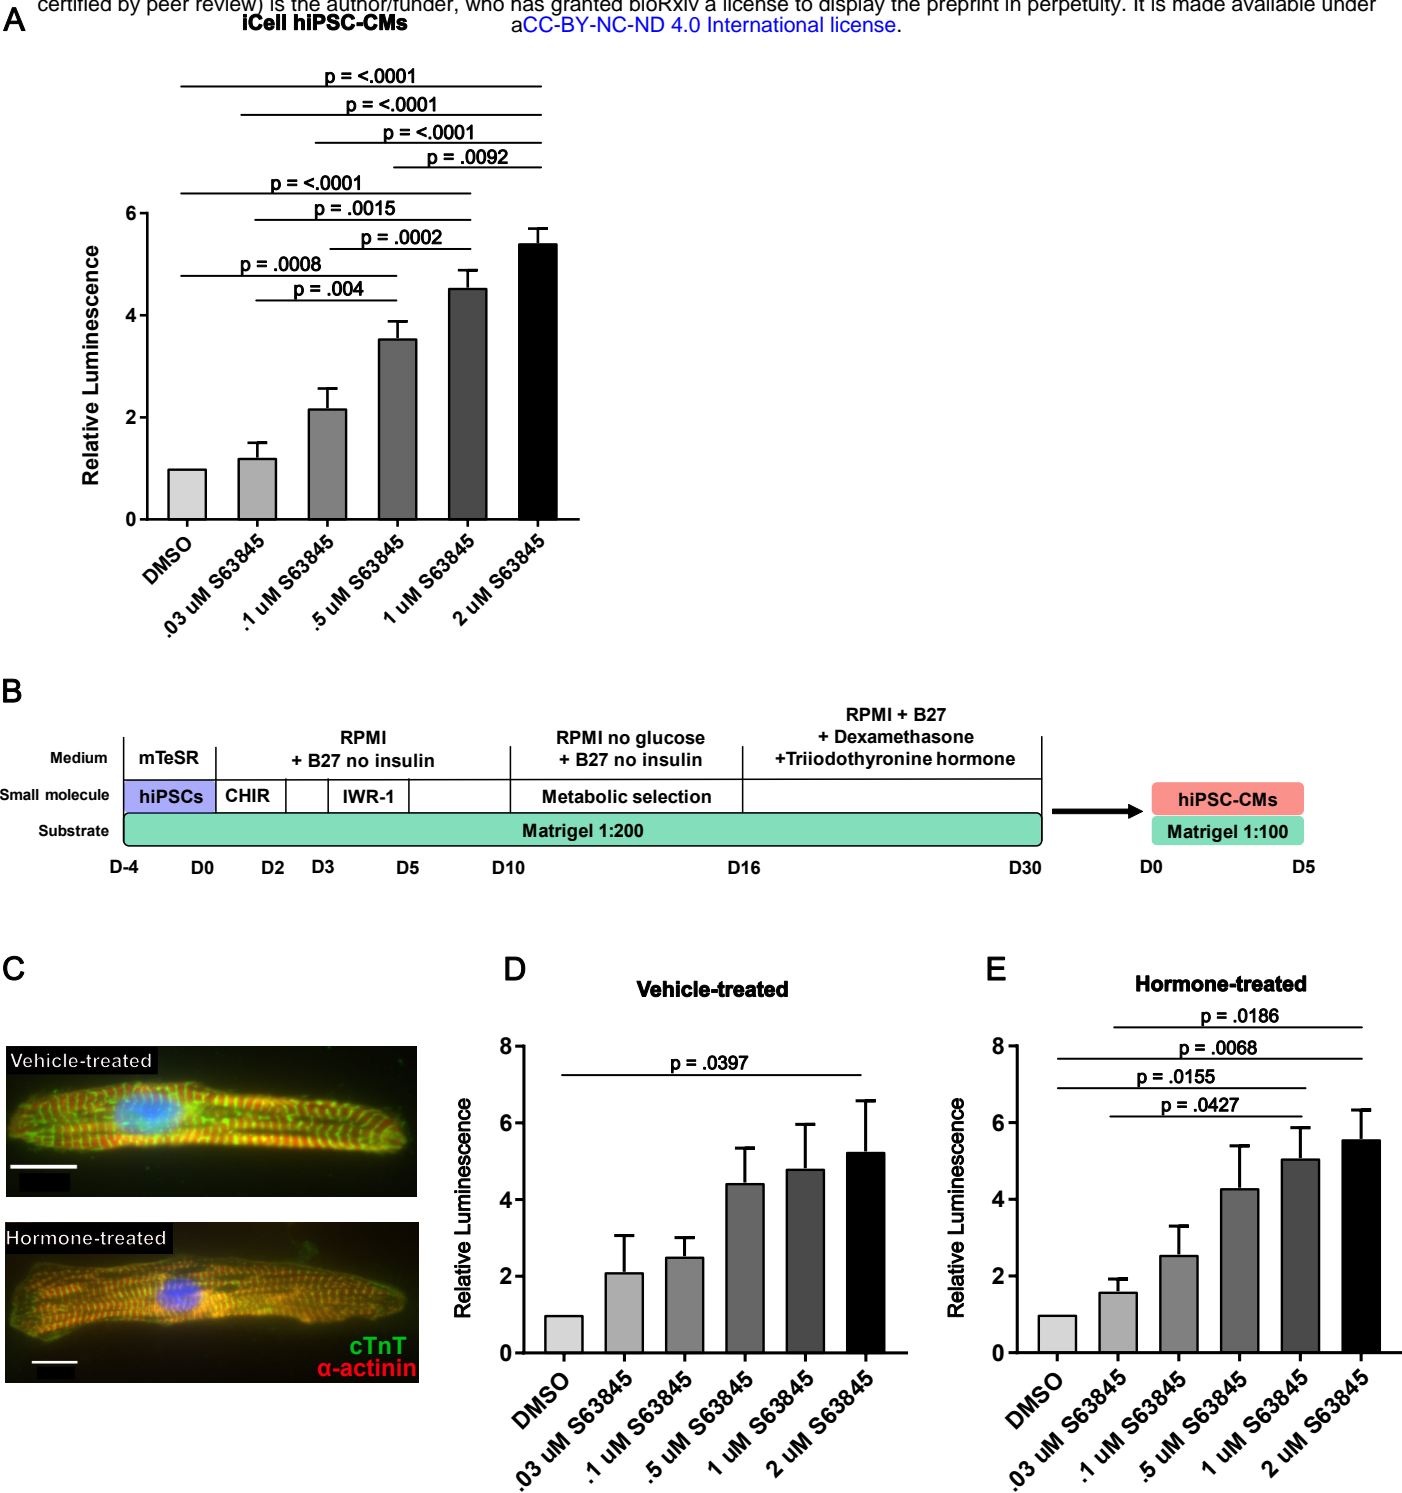 certified by peer review) is the author/funder, who has granted bioRxiv a license to display the preprint in perpetuity. It is made available under
aCC-BY-NC-ND 4.0 International license.
A
iCell hiPSC-CMs
p = <.0001
p = <.0001
p = <.0001
p = .0092
p = <.0001
p = .0015
p = .0002
p = .0008
p = .004
Relative Luminescence
6
4
2
0
DMSO
.03 uM S63845
.1 uM S63845
.5 uM S63845
1 uM S63845
2 uM S63845
B
Medium
mTeSR
RPMI
+ B27 no insulin
RPMI no glucose
+ B27 no insulin
RPMI + B27
+ Dexamethasone
+Triiodothyronine hormone
Small molecule
hiPSCs
CHIR
IWR-1
Metabolic selection
Substrate
Matrigel 1:200
hiPSC-CMs
Matrigel 1:100
D-4
D0
D2
D3
D5
D10
D16
D30
D0
D5
C
Vehicle-treated
Hormone-treated
cTnT
α-actinin
D
Vehicle-treated
p = .0397
Relative Luminescence
8
6
4
2
0
DMSO
.03 uM S63845
.1 uM S63845
.5 uM S63845
1 uM S63845
2 uM S63845
E
Hormone-treated
p = .0186
p = .0068
p = .0155
p = .0427
Relative Luminescence
8
6
4
2
0
DMSO
.03 uM S63845
.1 uM S63845
.5 uM S63845
1 uM S63845
2 uM S63845